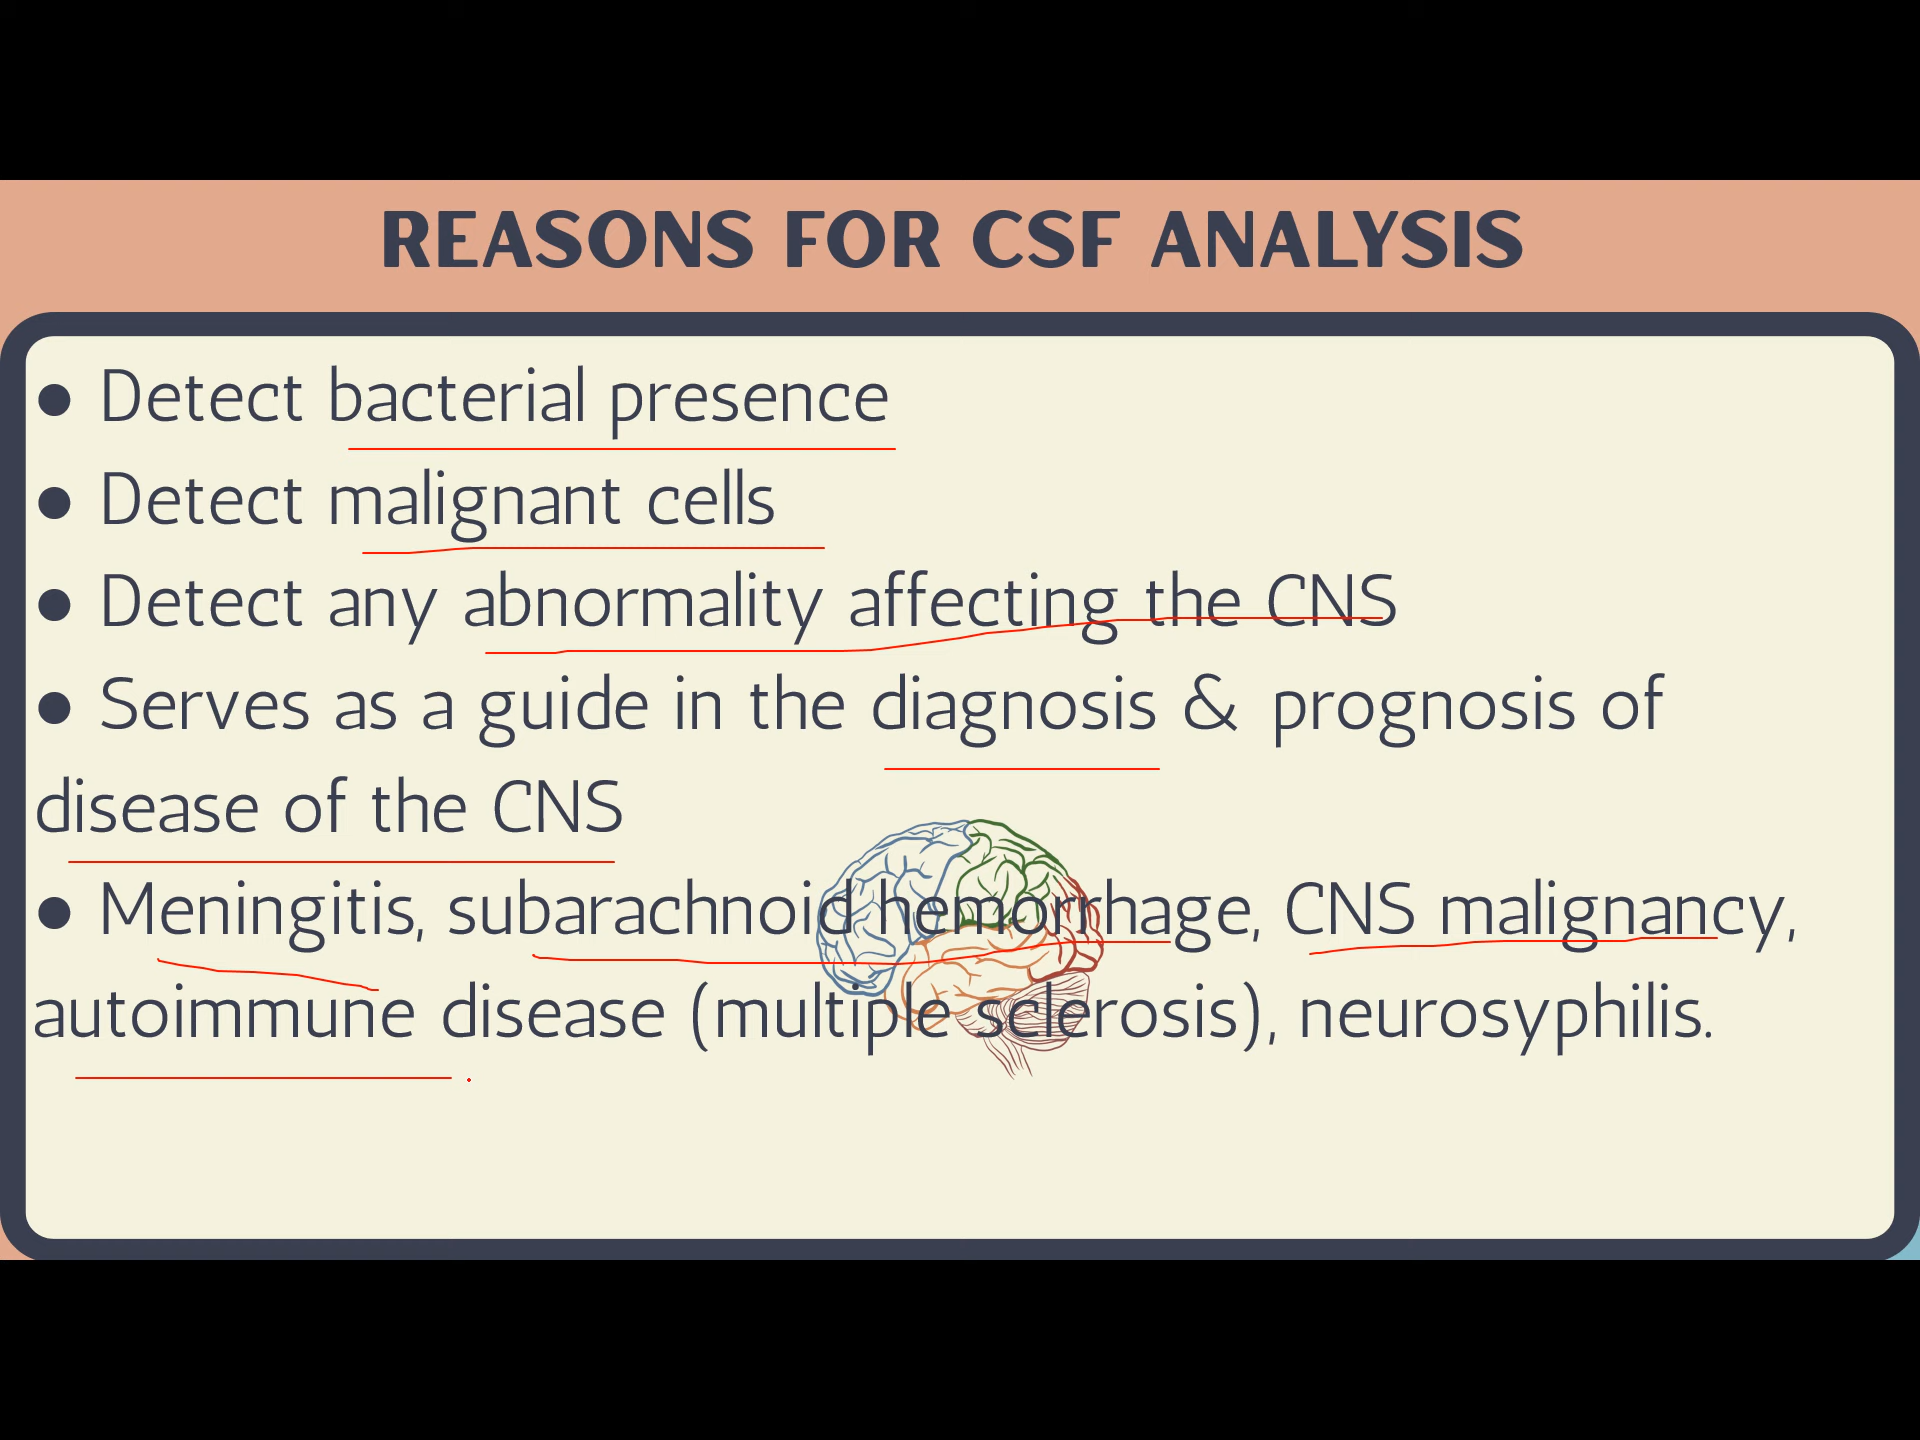 REASONS FOR CSF ANALYSIS
● Detect bacterial presence
● Detect malignant cells
● Detect any abnormality affecting the CNS
● Serves as a guide in the diagnosis & prognosis of
disease of the CNS
● Meningitis, subarachnoid hemorrhage, CNS malignancy,
autoimmune disease (multiple sclerosis), neurosyphilis.